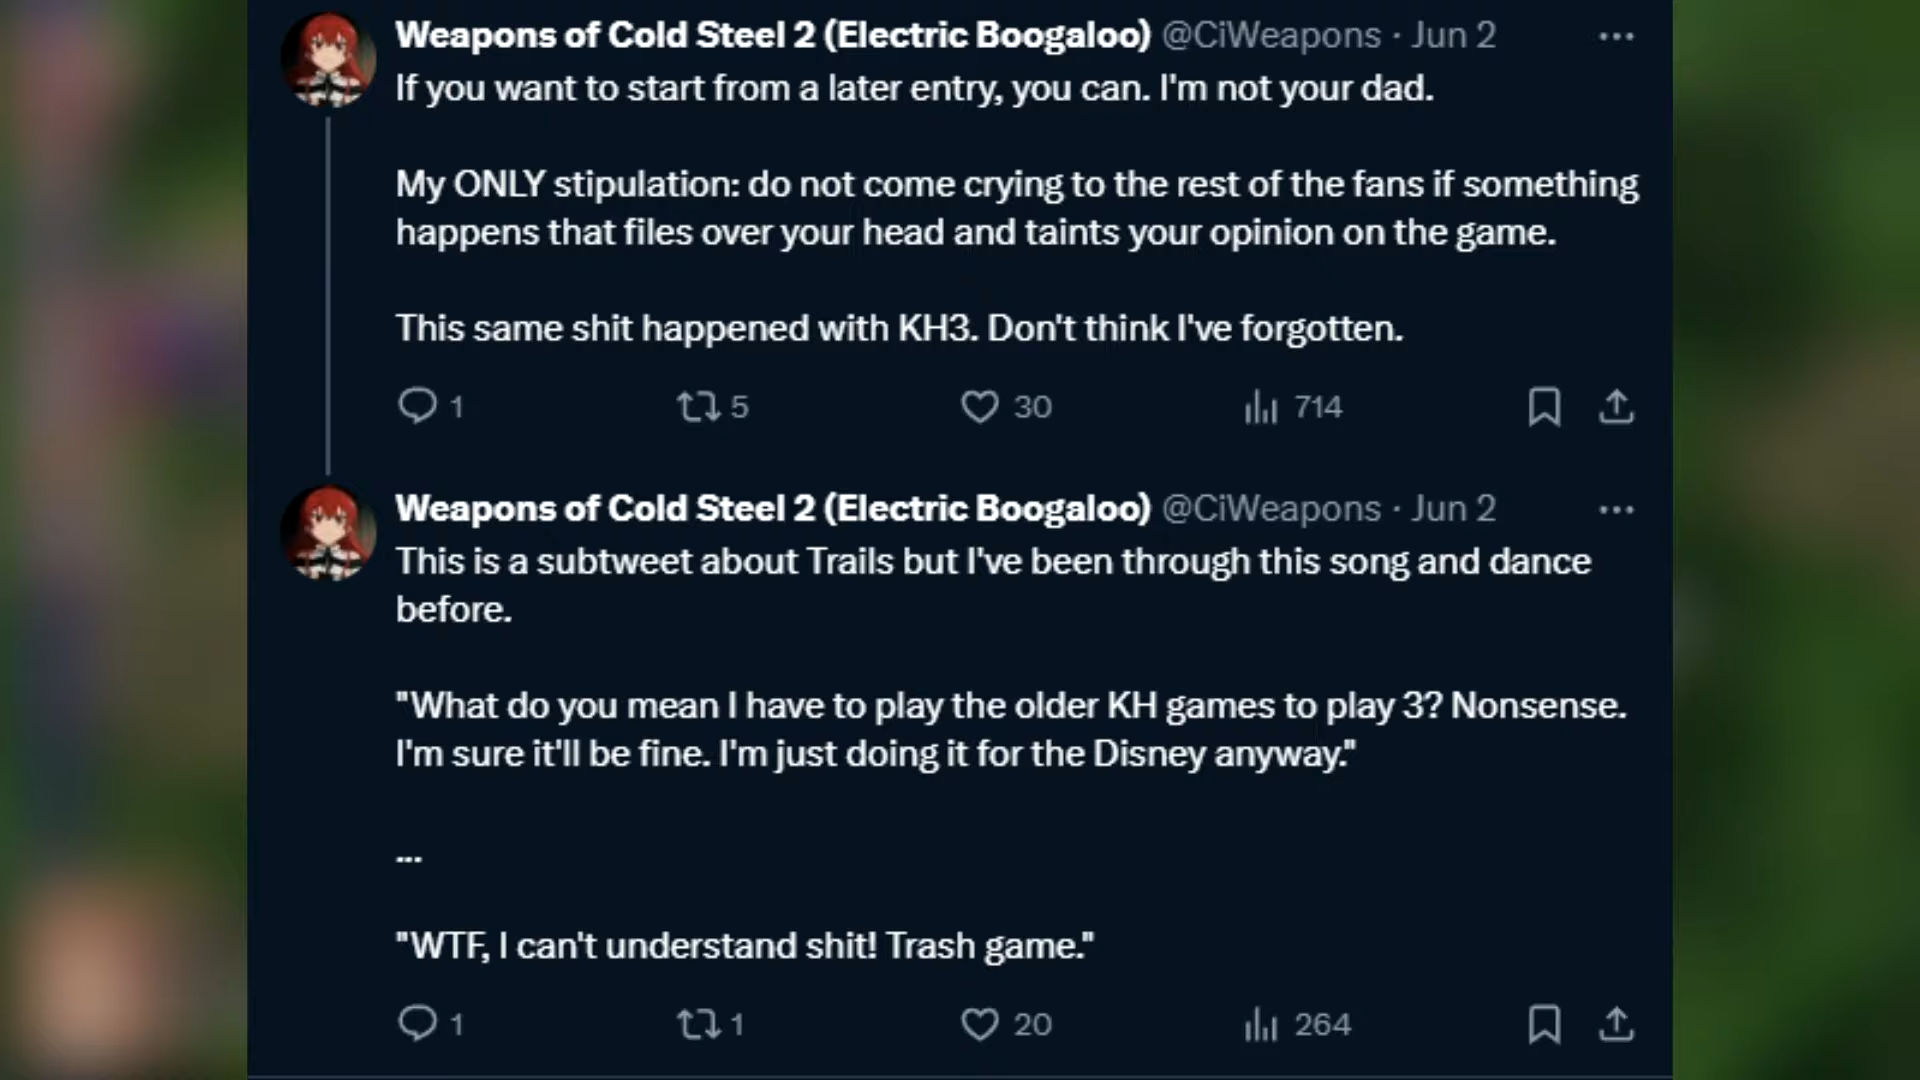 Weapons of Cold Steel 2 (Electric Boogaloo) @CiWeapons · Jun 2
If you want to start from a later entry, you can. I'm not your dad.
My ONLY stipulation: do not come crying to the rest of the fans if something
happens that files over your head and taints your opinion on the game.
This same shit happened with KH3. Don't think I've forgotten.
1 5 30 714
Weapons of Cold Steel 2 (Electric Boogaloo) @CiWeapons · Jun 2
This is a subtweet about Trails but I've been through this song and dance
before.
"What do you mean I have to play the older KH games to play 3? Nonsense.
I'm sure it'll be fine. I'm just doing it for the Disney anyway."
...
"WTF, I can't understand shit! Trash game."
1 1 20 264